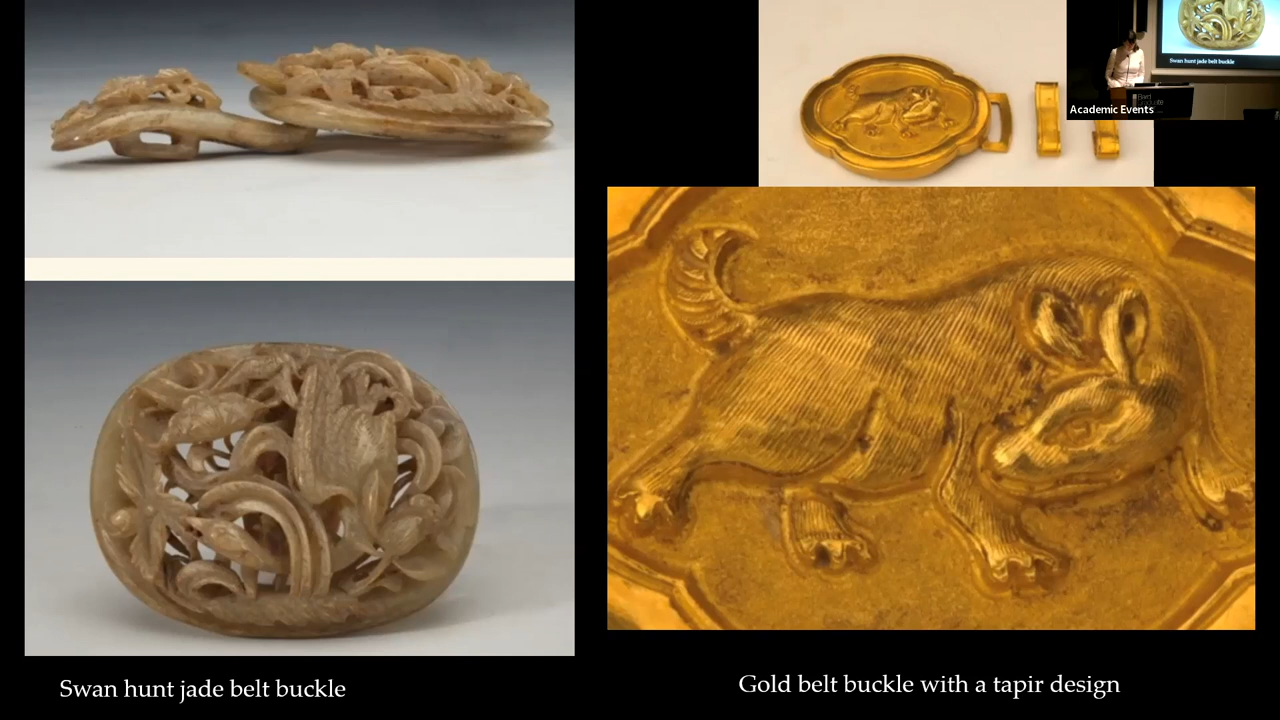 Swan hunt jade belt buckle
Academic Events
Swan hunt jade belt buckle
Gold belt buckle with a tapir design